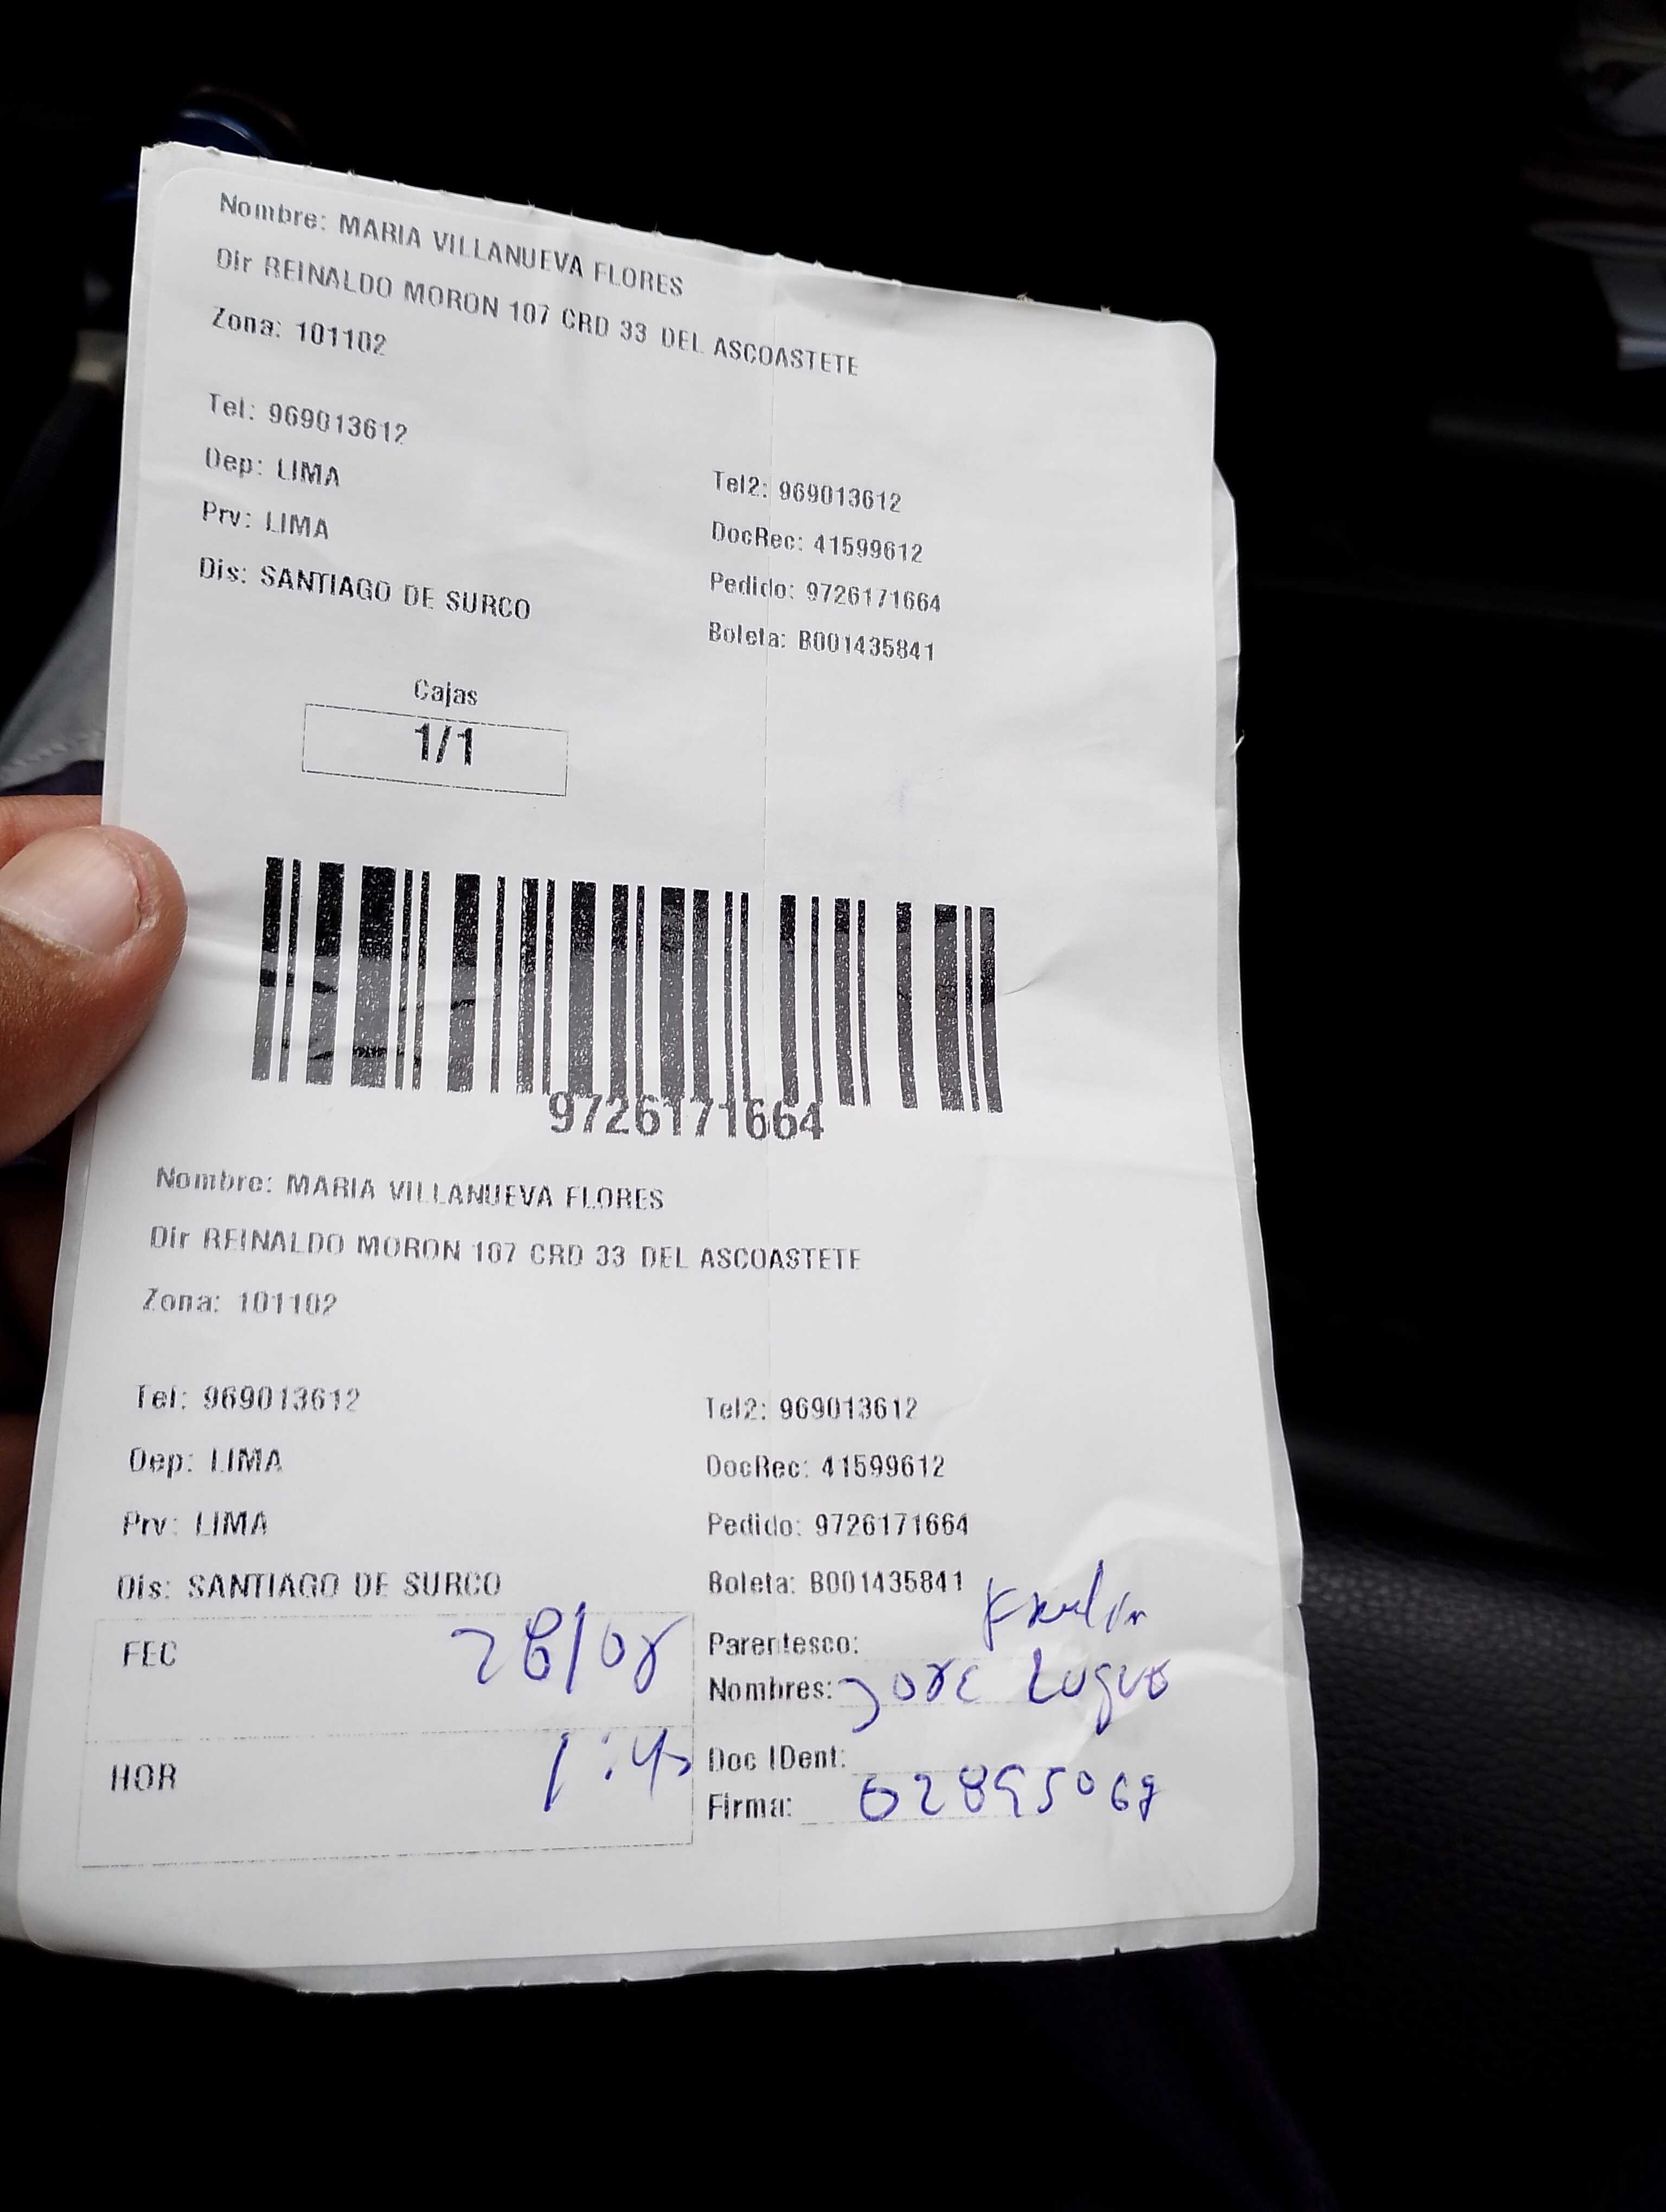 Nombre: MARIA VILLANUEVA FLORES
Dir REINALDO MORON 107 CRD 33 DEL ASCOASTETE
Zona: 101102
Tel: 969013612
Tel2: 969013612
Dep: LIMA
DocRec: 41599612
Prv: LIMA
Pedido: 9726171664
Dis: SANTIAGO DE SURCO
Boleta: B001435841
Cajas
1/1
9726171664
Nombre: MARIA VILLANUEVA FLORES
Dir REINALDO MORON 107 CRD 33 DEL ASCOASTETE
Zona: 101102
Tel: 969013612
Tel2: 969013612
Dep: LIMA
DocRec: 41599612
Prv: LIMA
Pedido: 9726171664
Dis: SANTIAGO DE SURCO
Boleta: B001435841
FEC 28/08
Parentesco:
Nombres: Jose Luque
HOR 1:45
Doc IDent:
Firma: